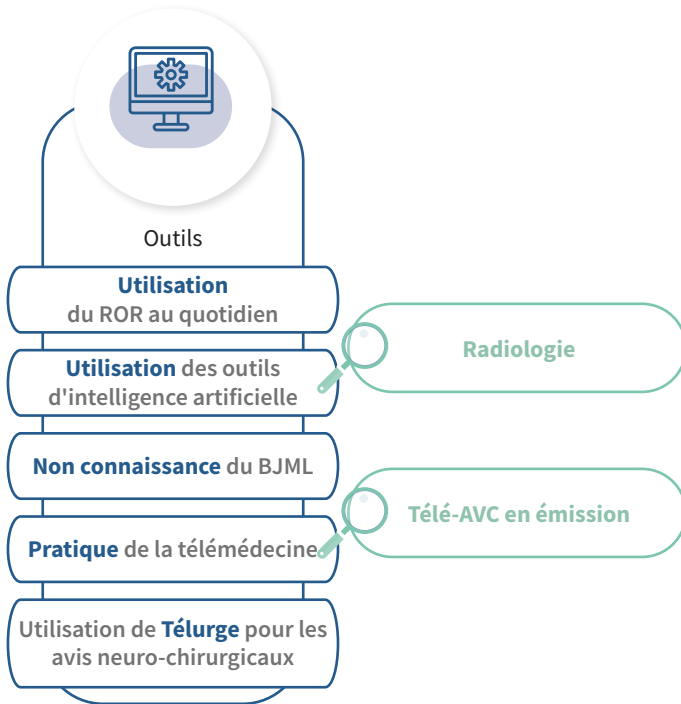 Outils
Utilisation
du ROR au quotidien
Utilisation des outils
d'intelligence artificielle
Radiologie
Non connaissance du BJML
Pratique de la télémédecine
Télé-AVC en émission
Utilisation de Télurge pour les
avis neuro-chirurgicaux